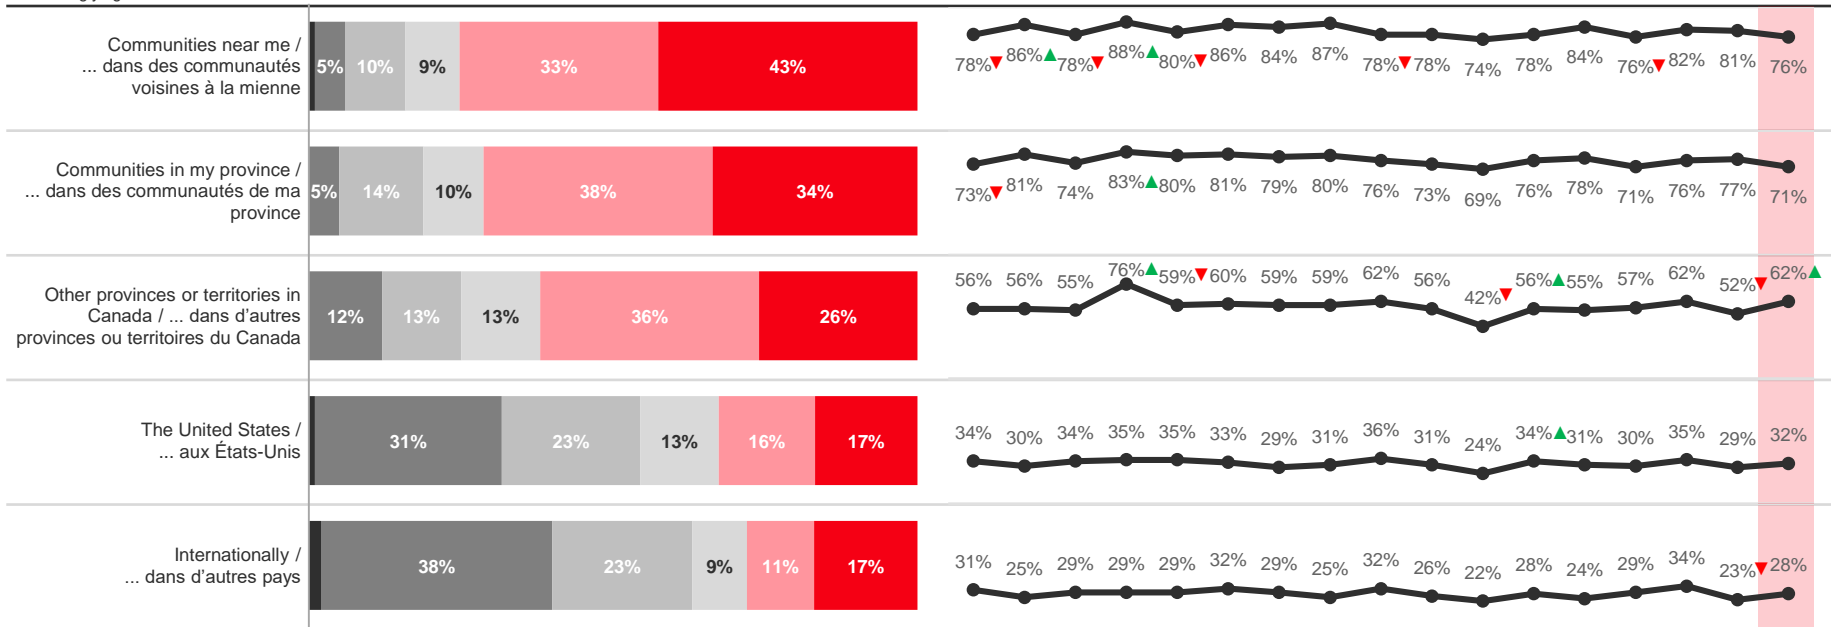 Communities near me /
... dans des communautés
voisines à la mienne
5% 10% 9% 33% 43%
78% 86% 78% 88% 80% 86% 84% 87% 78% 78% 74% 78% 84% 76% 82% 81% 76%
Communities in my province /
... dans des communautés de ma
province
5% 14% 10% 38% 34%
73% 81% 74% 83% 80% 81% 79% 80% 76% 73% 69% 76% 78% 71% 76% 77% 71%
Other provinces or territories in
Canada / ... dans d'autres
provinces ou territoires du Canada
12% 13% 13% 36% 26%
56% 56% 55% 76% 59% 60% 59% 59% 62% 56% 42% 56% 55% 57% 62% 52% 62%
The United States /
... aux États-Unis
31% 23% 13% 16% 17%
34% 30% 34% 35% 35% 33% 29% 31% 36% 31% 24% 34% 31% 30% 35% 29% 32%
Internationally /
... dans d'autres pays
38% 23% 9% 11% 17%
31% 25% 29% 29% 29% 32% 29% 25% 32% 26% 22% 28% 24% 29% 34% 23% 28%